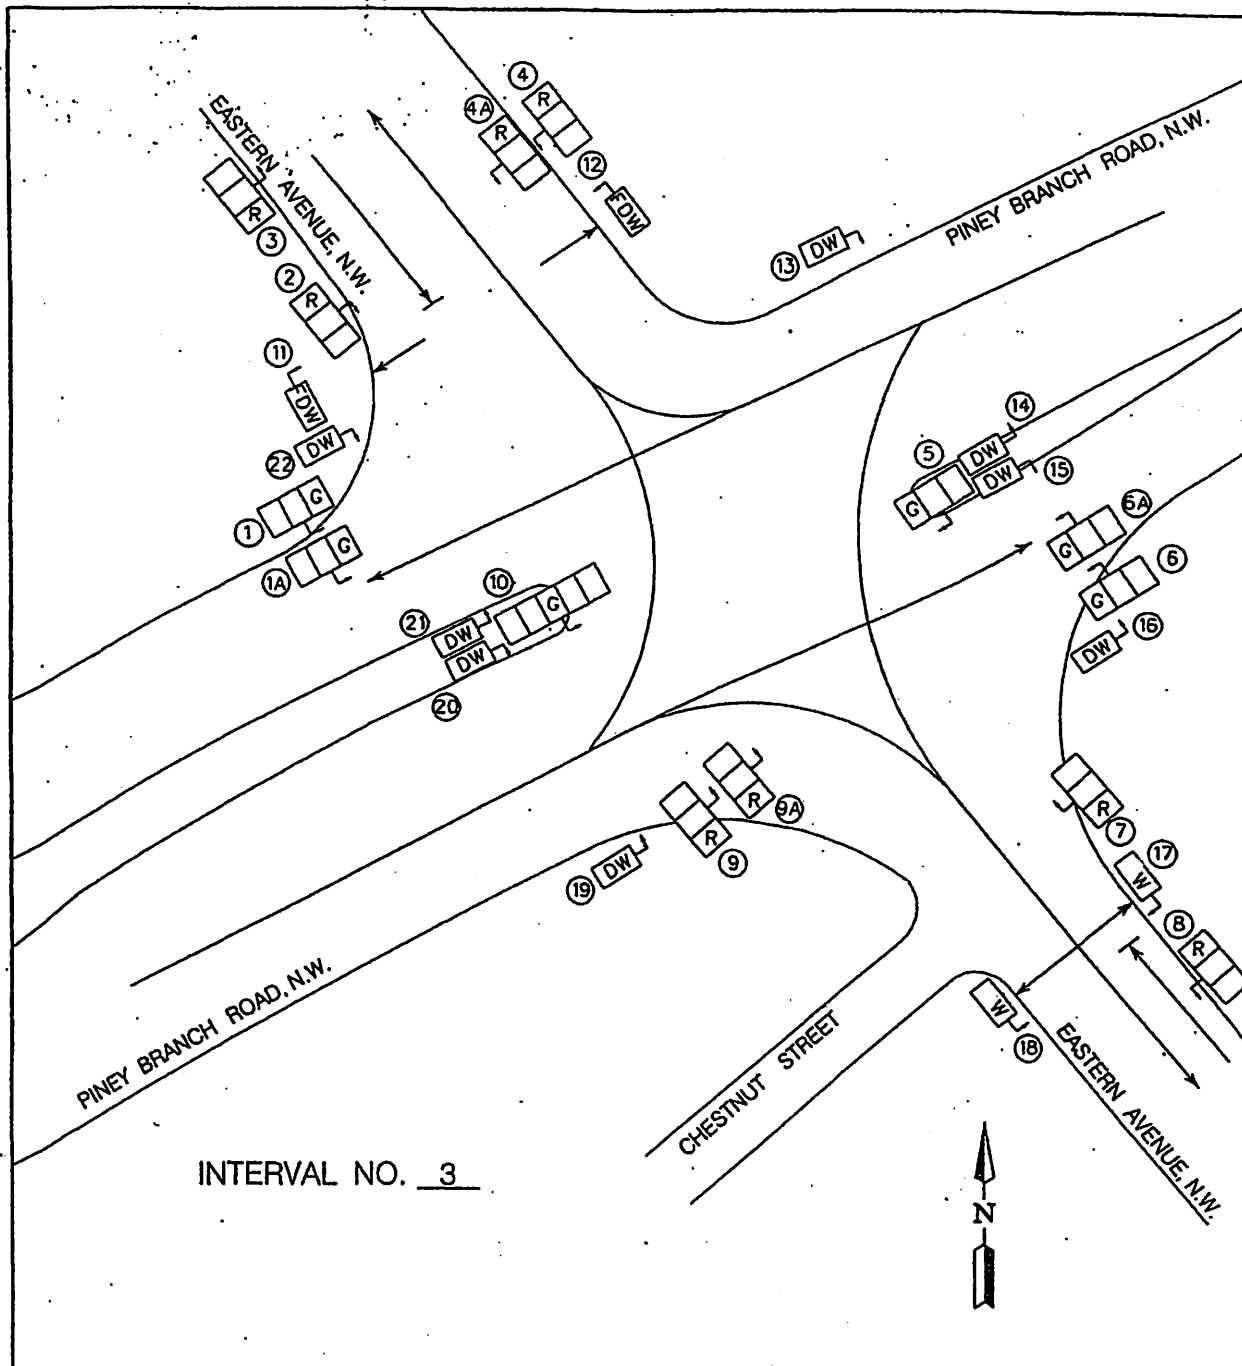 4
4A
R
R
EASTERN AVENUE, N.W.
12
FDW
PINEY BRANCH ROAD, N.W.
R
3
DW
13
2
R
11
FDW
DW
22
14
DW
5
DW
15
G
G
1
G
1A
6A
G
6
G
10
G
21
DW
DW
20
16
DW
R
9A
R
9
DW
19
R
7
17
W
8
R
W
18
PINEY BRANCH ROAD, N.W.
CHESTNUT STREET
EASTERN AVENUE, N.W.
INTERVAL NO. 3
N